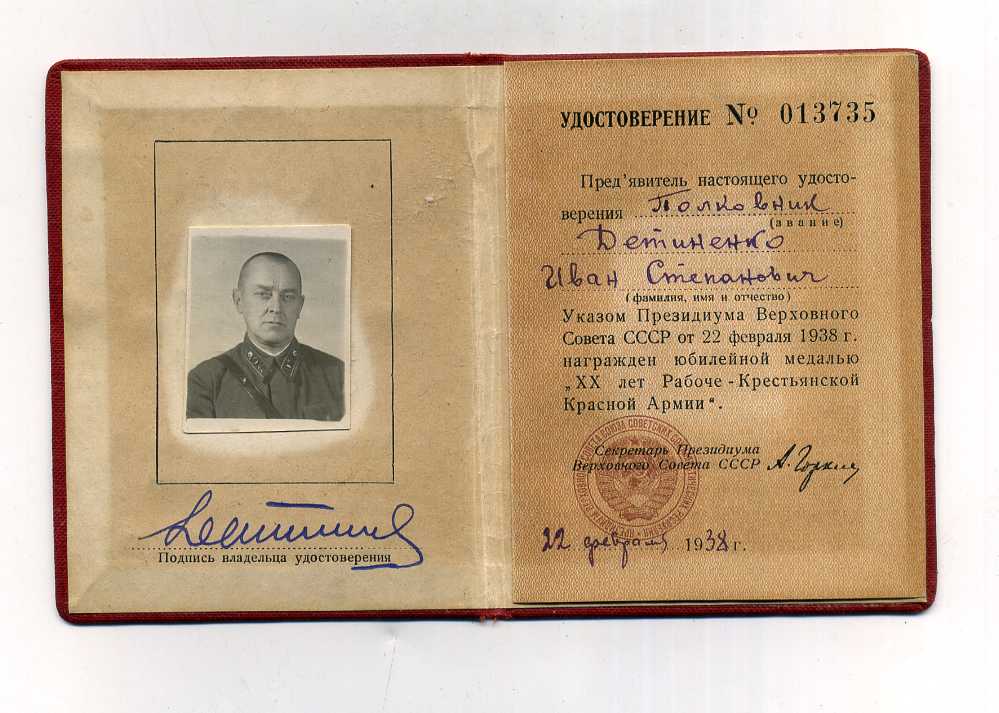 Подпись владельца удостоверения
УДОСТОВЕРЕНИЕ № 013735
Пред'явитель настоящего удосто-
верения Полковник
(звание)
Детиненко
Иван Степанович
(фамилия, имя и отчество)
Указом Президиума Верховного
Совета СССР от 22 февраля 1938 г.
награжден юбилейной медалью
„XX лет Рабоче-Крестьянской
Красной Армии“.
Секретарь Президиума
Верховного Совета СССР А. Горкин
22 февраля 1938 г.